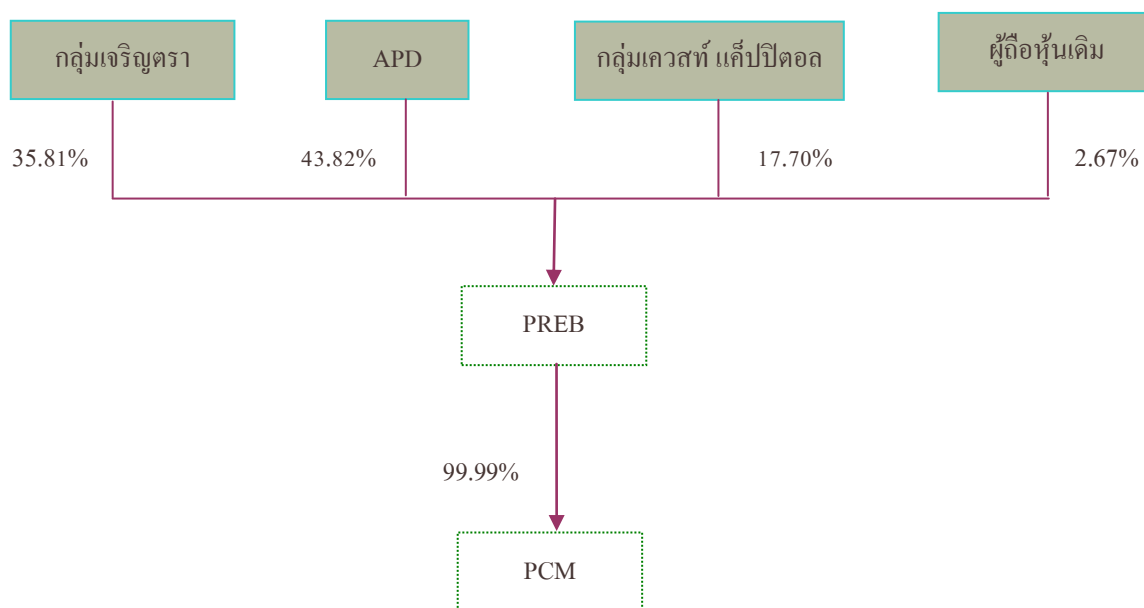 กลุ่มเจริญตรา
APD
กลุ่มเควสท์ แค็ปปิตอล
ผู้ถือหุ้นเดิม
35.81%
43.82%
17.70%
2.67%
PREB
99.99%
PCM